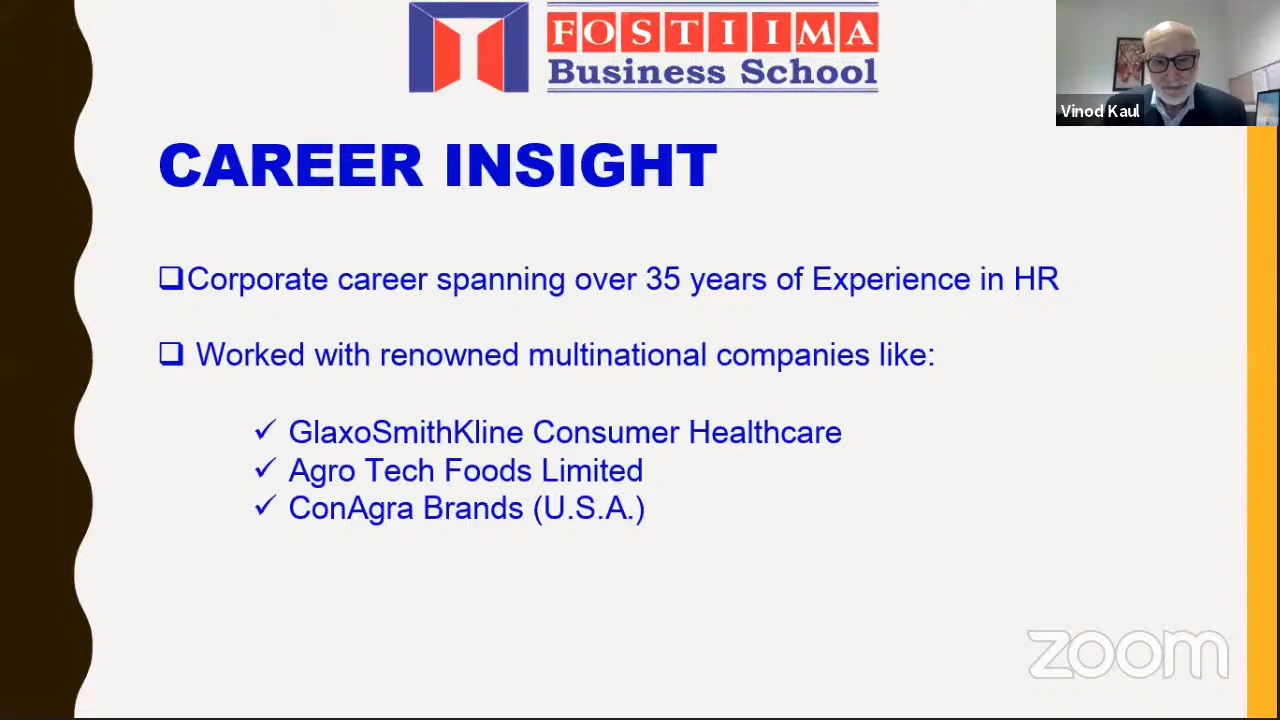 FOSTIIMA
Business School
Vinod Kaul
CAREER INSIGHT
Corporate career spanning over 35 years of Experience in HR
Worked with renowned multinational companies like:
GlaxoSmithKline Consumer Healthcare
Agro Tech Foods Limited
ConAgra Brands (U.S.A.)
zoom